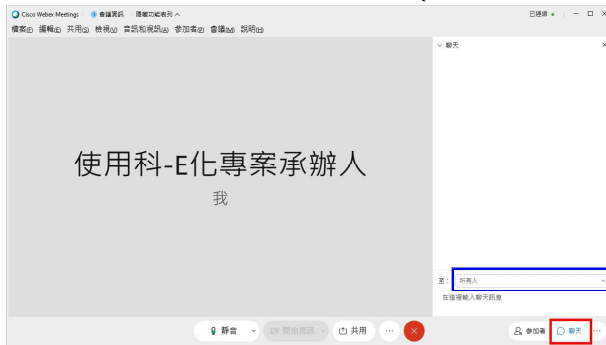 Cisco Webex Meetings 會議資訊 隱藏功能表列 已連線
檔案(F) 編輯(E) 共用(S) 檢視(V) 音訊和視訊(A) 參加者(P) 會議(M) 說明(H)
聊天
使用科-E化專案承辦人
我
至： 所有人
在這裡輸入聊天訊息
靜音 開始視訊 共用 參加者 聊天